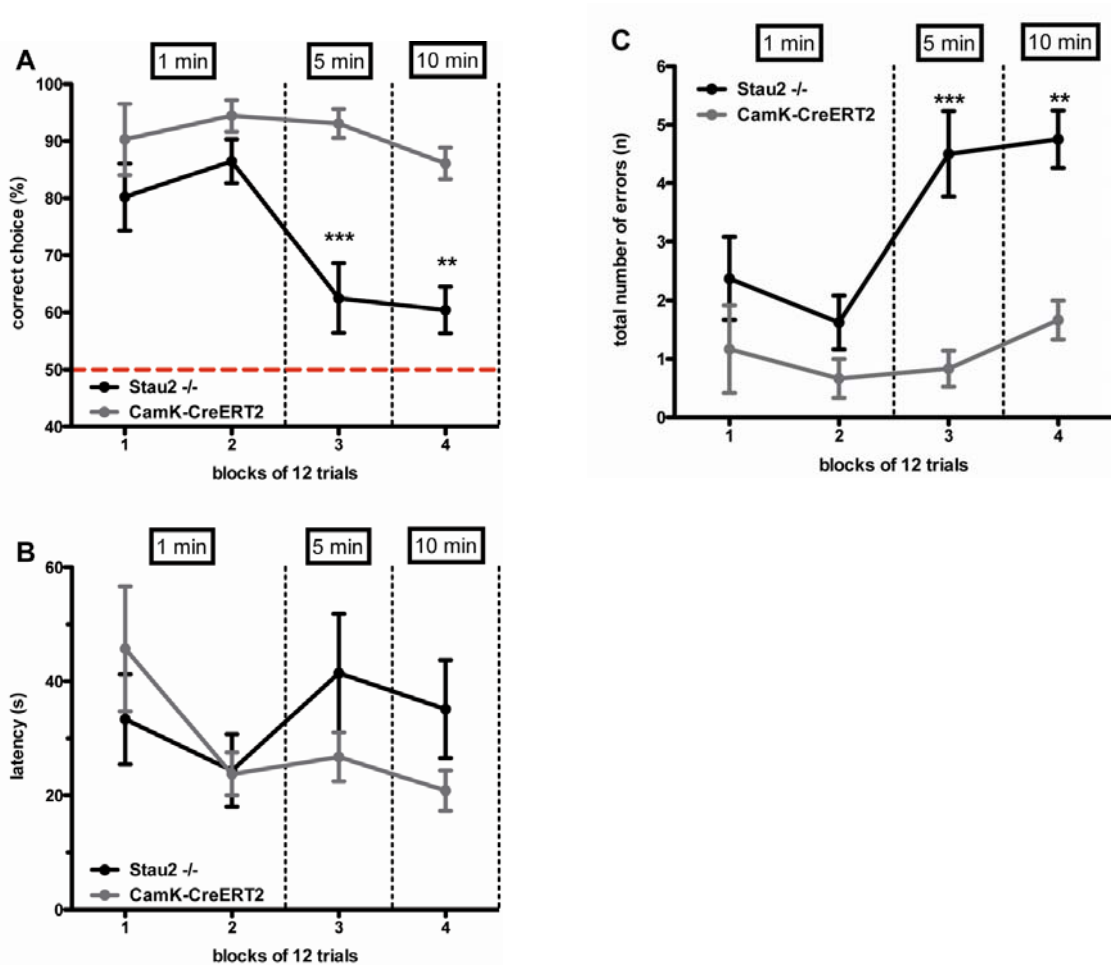 A
1 min
5 min
10 min
correct choice (%)
100
90
80
70
60
50
40
***
**
Stau2 -/-
CamK-CreERT2
1
2
3
4
blocks of 12 trials
B
1 min
5 min
10 min
latency (s)
60
40
20
0
Stau2 -/-
CamK-CreERT2
1
2
3
4
blocks of 12 trials
C
1 min
5 min
10 min
total number of errors (n)
6
5
4
3
2
1
0
Stau2 -/-
CamK-CreERT2
***
**
1
2
3
4
blocks of 12 trials